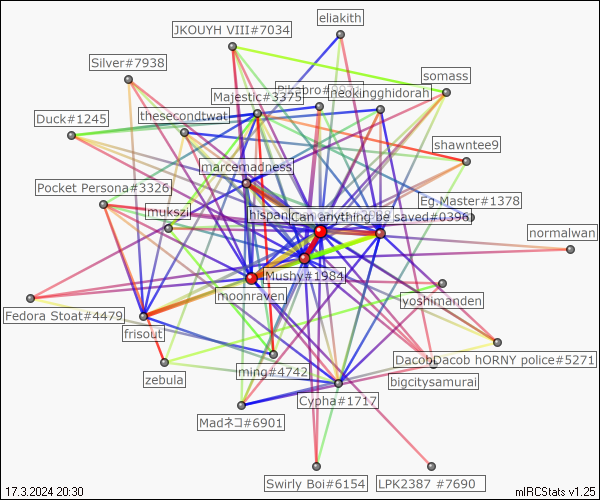 eliakith
JKOUYH VIII#7034
Silver#7938
somass
Majestic#3375
neokingghidorah
thesecondtwat
Duck#1245
shawntee9
marcemadness
Pocket Persona#3326
Eg.Master#1378
mukszi
Can anything be saved#0396
normalwan
Mushy#1984
moonraven
yoshimanden
Fedora Stoat#4479
frisout
DacobDacob hORNY police#5271
ming#4742
zebula
bigcitysamurai
Cypha#1717
Madネコ#6901
Swirly Boi#6154
LPK2387 #7690
17.3.2024 20:30
mIRCStats v1.25